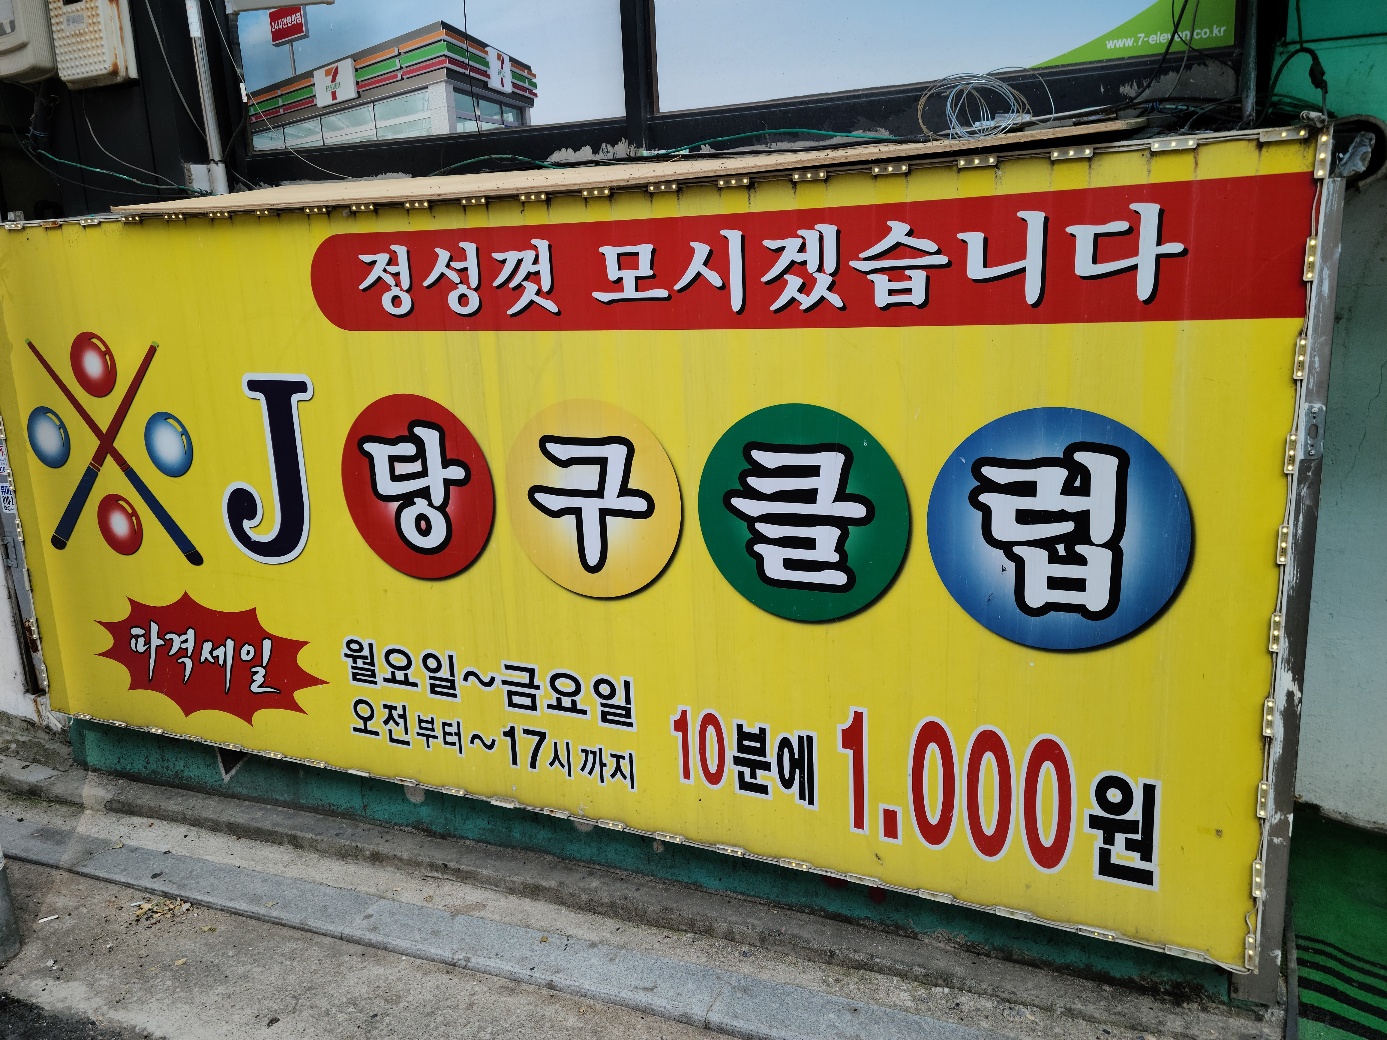 www.7-eleven.co.kr
정성껏 모시겠습니다
J당구클럽
파격세일
월요일~금요일
오전부터~17시까지
10분에 1.000원